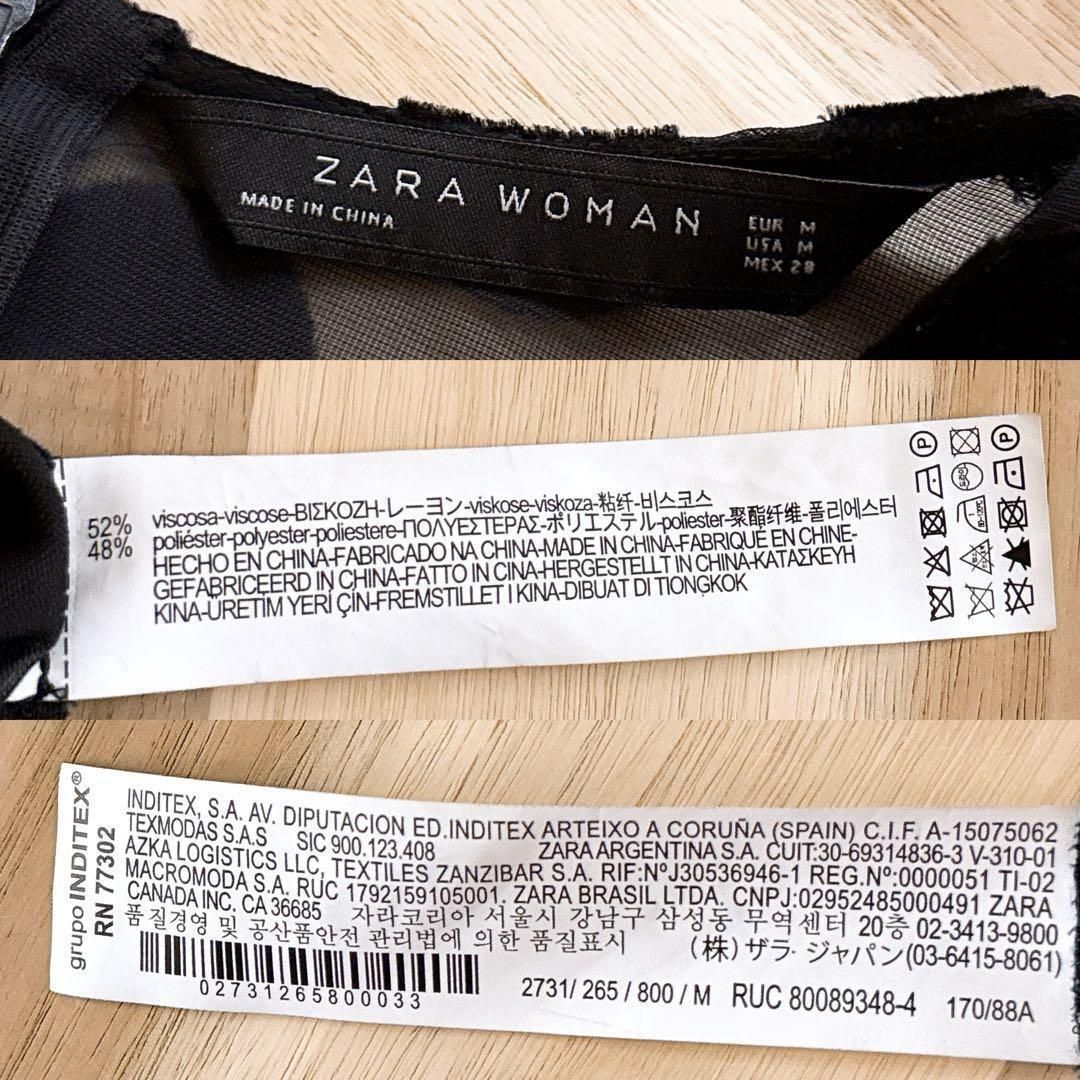 ZARA WOMAN
MADE IN CHINA
EUR M
USA M
MEX 28
52% viscosa-viscose-ΒΙΣΚΟΖΗ-レーヨン-viskose-viskoza-粘纤-비스코스
48% poliéster-polyester-poliestere-ΠΟΛΥΕΣΤΕΡΑΣ-ポリエステル-poliester-聚酯纤维-폴리에스터
HECHO EN CHINA-FABRICADO NA CHINA-MADE IN CHINA-FABRIQUÉ EN CHINE-
GEFABRICEERD IN CHINA-FATTO IN CINA-HERGESTELLT IN CHINA-ΚΑΤΑΣΚΕΥΗ
ΚΙΝΑ-ÜRETİM YERİ ÇİN-FREMSTILLET I KINA-DIBUAT DI TIONGKOK
P
P
grupo INDITEX®
RN 77302
INDITEX, S.A. AV. DIPUTACION ED.INDITEX ARTEIXO A CORUÑA (SPAIN) C.I.F. A-15075062
TEXMODAS S.A.S SIC 900.123.408 ZARA ARGENTINA S.A. CUIT:30-69314836-3 V-310-01
AZKA LOGISTICS LLC, TEXTILES ZANZIBAR S.A. RIF:NºJ30536946-1 REG.Nº:0000051 TI-02
MACROMODA S.A. RUC 1792159105001. ZARA BRASIL LTDA. CNPJ:02952485000491 ZARA
CANADA INC. CA 36685 자라코리아 서울시 강남구 삼성동 무역센터 20층 02-3413-9800
품질경영 및 공산품안전 관리법에 의한 품질표시 (株)ザラ・ジャパン(03-6415-8061)
02731265800033
2731/ 265 / 800 / M RUC 80089348-4 170/88A